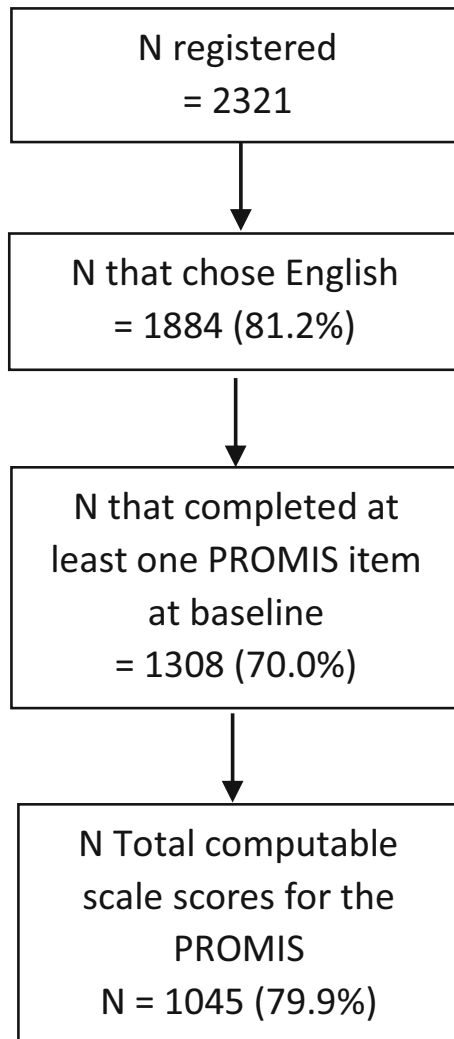 N registered
= 2321
N that chose English
= 1884 (81.2%)
N that completed at
least one PROMIS item
at baseline
= 1308 (70.0%)
N Total computable
scale scores for the
PROMIS
N = 1045 (79.9%)